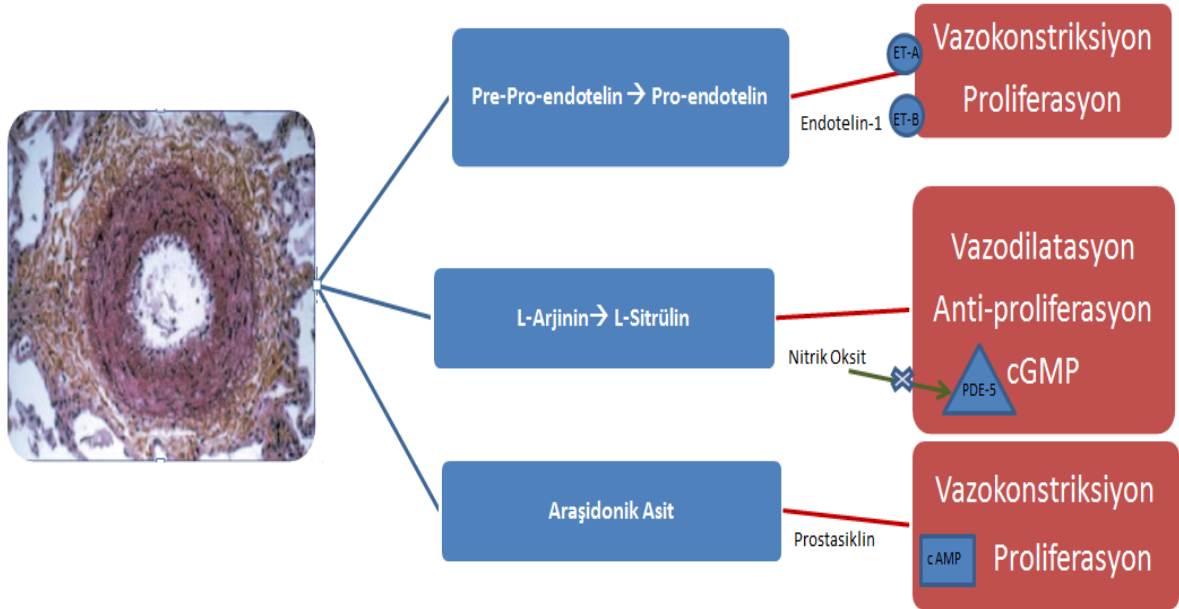 Pre-Pro-endotelin → Pro-endotelin
Endotelin-1
ET-A
ET-B
Vazokonstriksiyon
Proliferasyon
L-Arjinin→ L-Sitrülin
Nitrik Oksit
Vazodilatasyon
Anti-proliferasyon
cGMP
PDE-5
Araşidonik Asit
Prostasiklin
Vazokonstriksiyon
c AMP
Proliferasyon